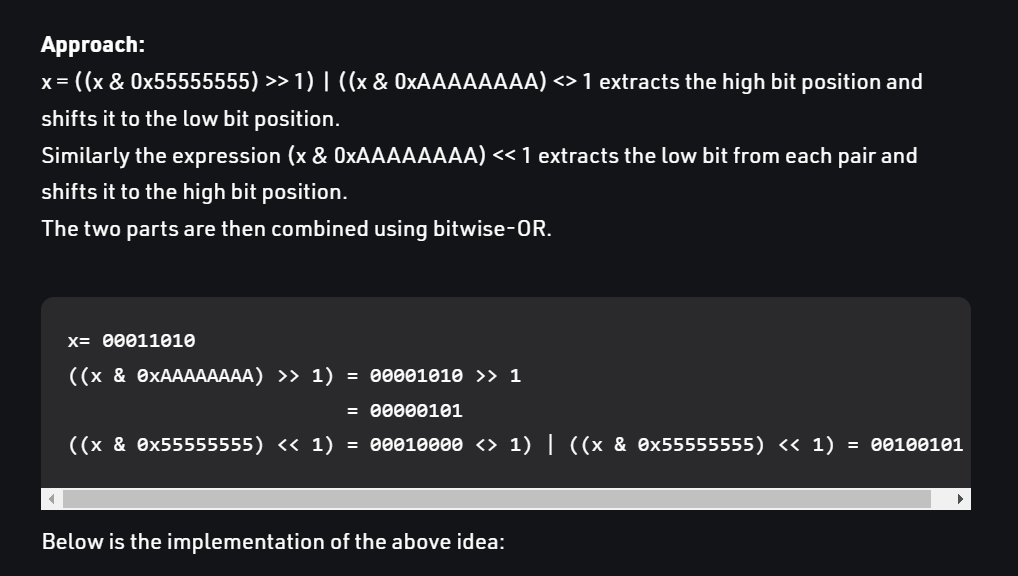 Approach:
x = ((x & 0x55555555) >> 1) | ((x & 0xAAAAAAAA) <> 1 extracts the high bit position and
shifts it to the low bit position.
Similarly the expression (x & 0xAAAAAAAA) << 1 extracts the low bit from each pair and
shifts it to the high bit position.
The two parts are then combined using bitwise-OR.
x= 00011010
((x & 0xAAAAAAAA) >> 1) = 00001010 >> 1
= 00000101
((x & 0x55555555) << 1) = 00010000 <> 1) | ((x & 0x55555555) << 1) = 00100101
Below is the implementation of the above idea: